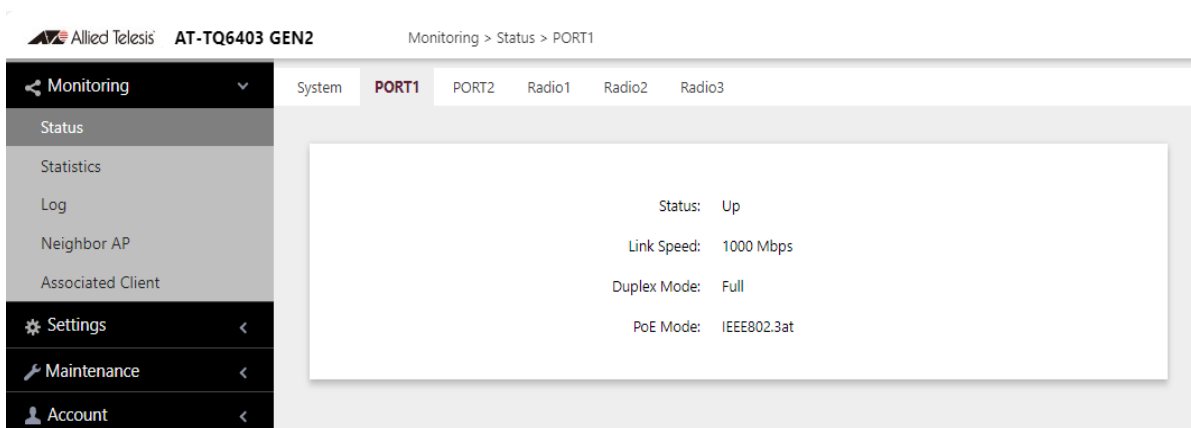 Allied Telesis AT-TQ6403 GEN2 Monitoring > Status > PORT1
Monitoring
System PORT1 PORT2 Radio1 Radio2 Radio3
Status
Statistics
Log
Neighbor AP
Associated Client
Settings
Maintenance
Account
Status: Up
Link Speed: 1000 Mbps
Duplex Mode: Full
PoE Mode: IEEE802.3at